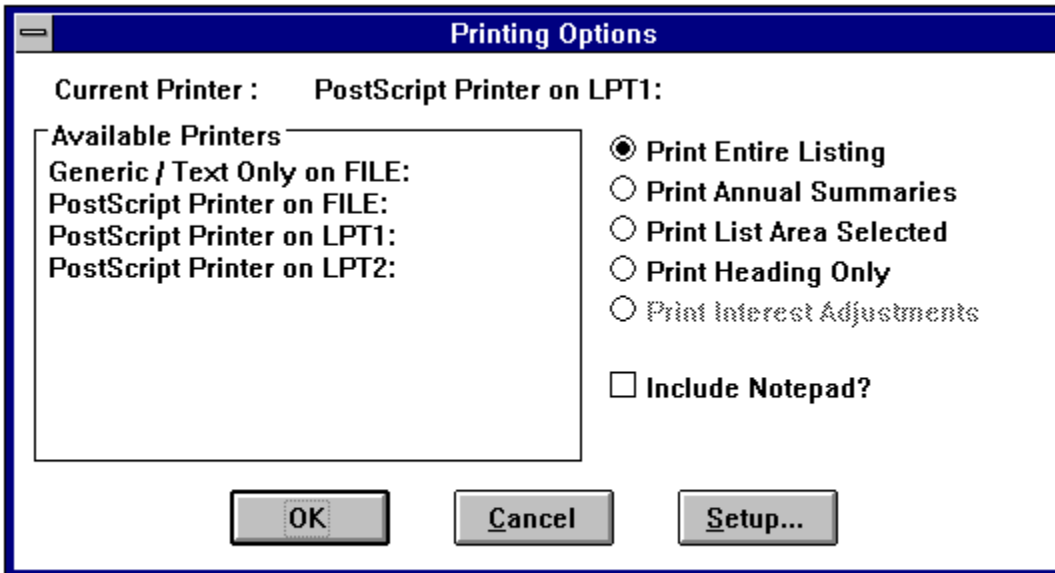 Printing Options
Current Printer : PostScript Printer on LPT1:
Available Printers
Generic / Text Only on FILE:
PostScript Printer on FILE:
PostScript Printer on LPT1:
PostScript Printer on LPT2:
Print Entire Listing
Print Annual Summaries
Print List Area Selected
Print Heading Only
Print Interest Adjustments
Include Notepad?
OK Cancel Setup...